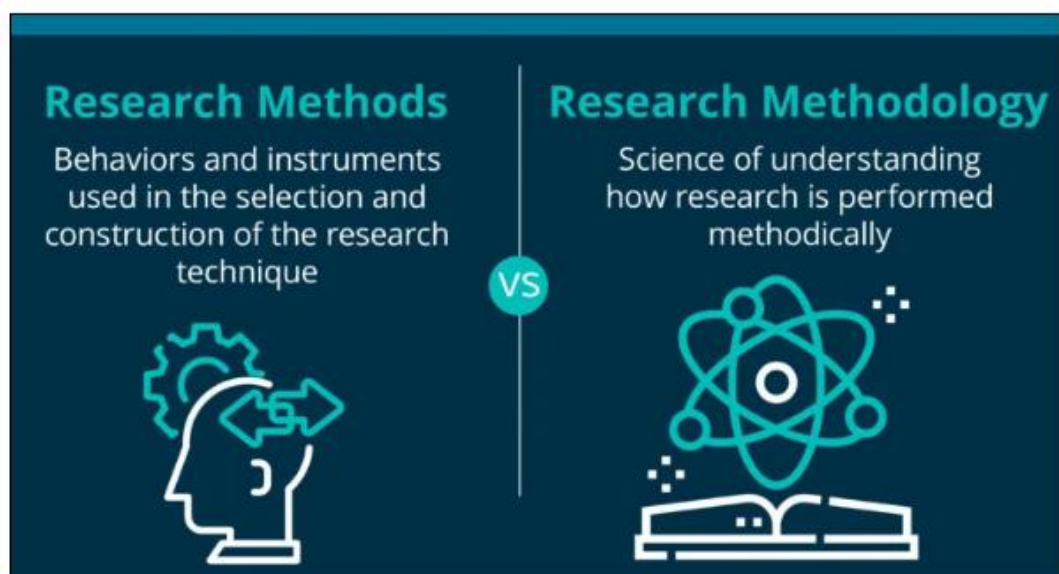 Research Methods
Behaviors and instruments
used in the selection and
construction of the research
technique
VS
Research Methodology
Science of understanding
how research is performed
methodically